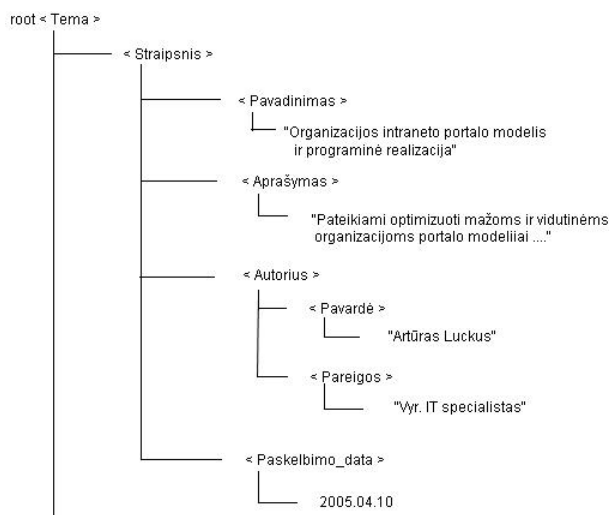 root < Tema >
< Straipsnis >
< Pavadinimas >
"Organizacijos intraneto portalo modelis
ir programinė realizacija"
< Aprašymas >
"Pateikiami optimizuoti mažoms ir vidutinėms
organizacijoms portalo modeliiai ...."
< Autorius >
< Pavardė >
"Artūras Luckus"
< Pareigos >
"Vyr. IT specialistas"
< Paskelbimo_data >
2005.04.10